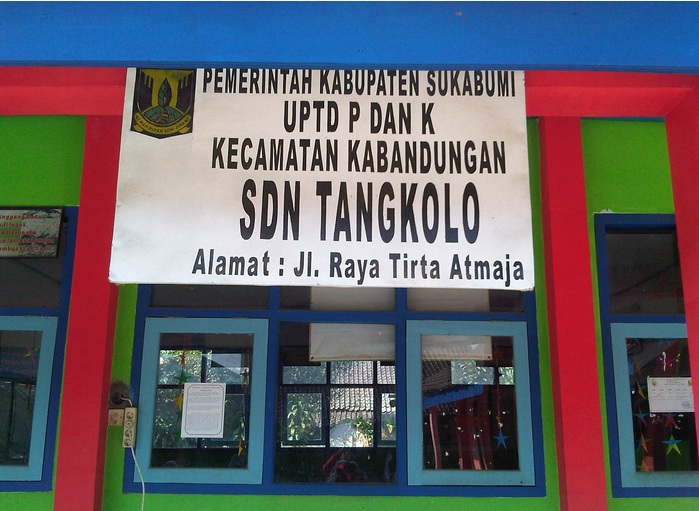 PEMERINTAH KABUPATEN SUKABUMI
UPTD P DAN K
KECAMATAN KABANDUNGAN
SDN TANGKOLO
Alamat : Jl. Raya Tirta Atmaja